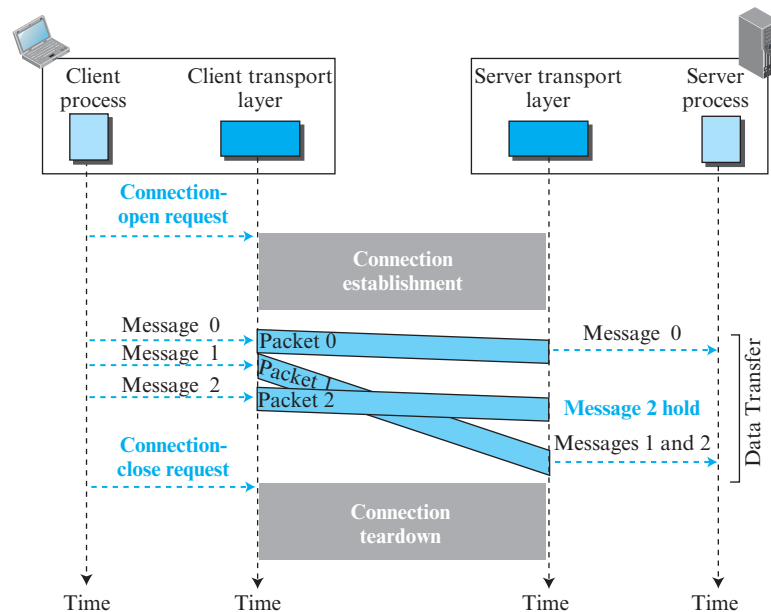 Client
process
Client transport
layer
Server transport
layer
Server
process
Connection-
open request
Connection
establishment
Message 0
Packet 0
Message 0
Message 1
Packet 1
Message 2
Packet 2
Message 2 hold
Messages 1 and 2
Data Transfer
Connection-
close request
Connection
teardown
Time
Time
Time
Time